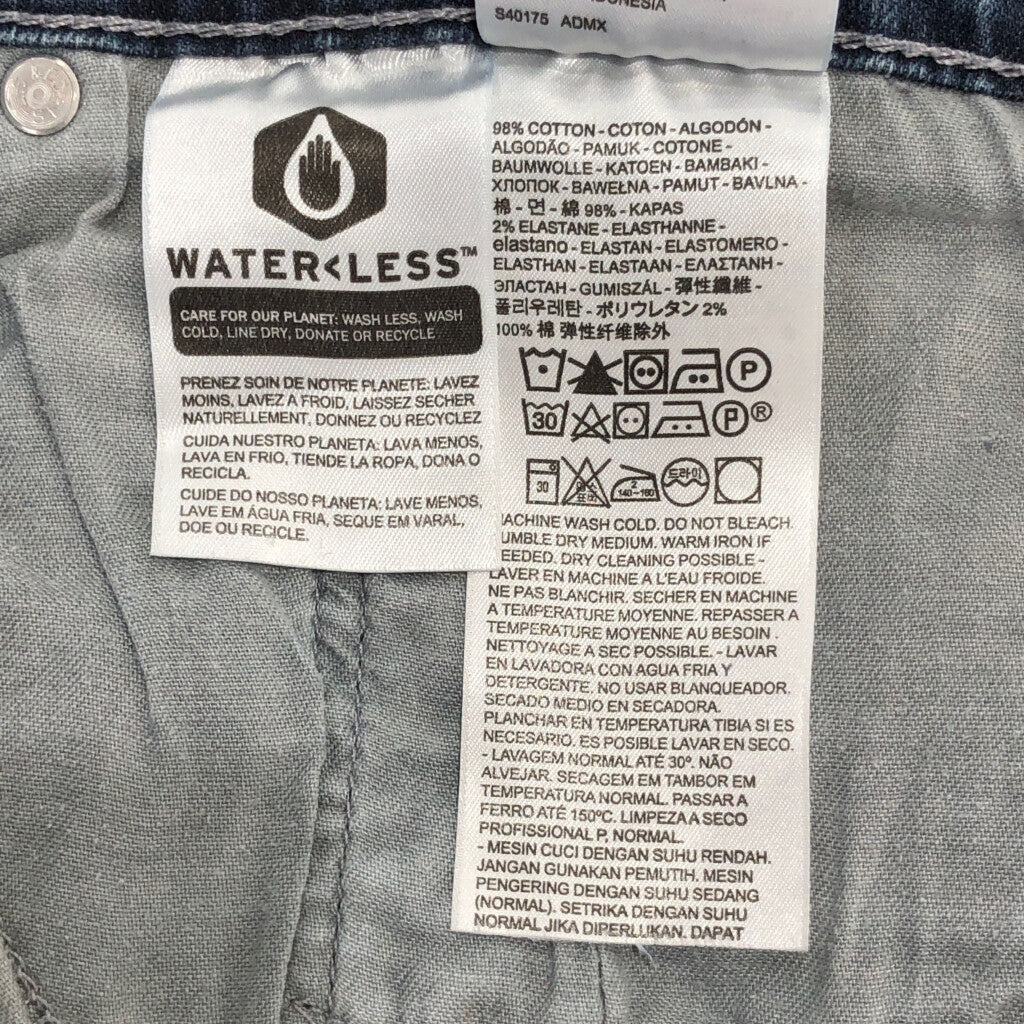 INDONESIA
S40175 ADMX
WATER<LESS™
CARE FOR OUR PLANET: WASH LESS, WASH
COLD, LINE DRY, DONATE OR RECYCLE
PRENEZ SOIN DE NOTRE PLANETE: LAVEZ
MOINS, LAVEZ A FROID, LAISSEZ SECHER
NATURELLEMENT, DONNEZ OU RECYCLEZ
CUIDA NUESTRO PLANETA: LAVA MENOS,
LAVA EN FRIO, TIENDE LA ROPA, DONA O
RECICLA.
CUIDE DO NOSSO PLANETA: LAVE MENOS,
LAVE EM ÁGUA FRIA, SEQUE EM VARAL,
DOE OU RECICLE.
98% COTTON - COTON - ALGODÓN -
ALGODÃO - PAMUK - COTONE -
BAUMWOLLE - KATOEN - BAMBAKI -
ХЛОПОК - BAWEŁNA - PAMUT - BAVLNA -
棉 - 면 - 綿 98% - KAPAS
2% ELASTANE - ELASTHANNE -
elastano - ELASTAN - ELASTOMERO -
ELASTHAN - ELASTAAN - ΕΛΑΣΤΑΝΗ -
ЭЛАСТАН - GUMISZÁL - 彈性纖維 -
폴리우레탄 - ポリウレタン 2%
100% 棉 弹性纤维除外
P
30 P ®
30 염소 표백 2 140~160 드라이
MACHINE WASH COLD. DO NOT BLEACH.
TUMBLE DRY MEDIUM. WARM IRON IF
NEEDED. DRY CLEANING POSSIBLE -
LAVER EN MACHINE A L'EAU FROIDE.
NE PAS BLANCHIR. SECHER EN MACHINE
A TEMPERATURE MOYENNE. REPASSER A
TEMPERATURE MOYENNE AU BESOIN .
NETTOYAGE A SEC POSSIBLE. - LAVAR
EN LAVADORA CON AGUA FRIA Y
DETERGENTE. NO USAR BLANQUEADOR.
SECADO MEDIO EN SECADORA.
PLANCHAR EN TEMPERATURA TIBIA SI ES
NECESARIO. ES POSIBLE LAVAR EN SECO.
- LAVAGEM NORMAL ATÉ 30º. NÃO
ALVEJAR. SECAGEM EM TAMBOR EM
TEMPERATURA NORMAL. PASSAR A
FERRO ATÉ 150ºC. LIMPEZA A SECO
PROFISSIONAL P, NORMAL.
- MESIN CUCI DENGAN SUHU RENDAH.
JANGAN GUNAKAN PEMUTIH. MESIN
PENGERING DENGAN SUHU SEDANG
(NORMAL). SETRIKA DENGAN SUHU
NORMAL JIKA DIPERLUKAN. DAPAT